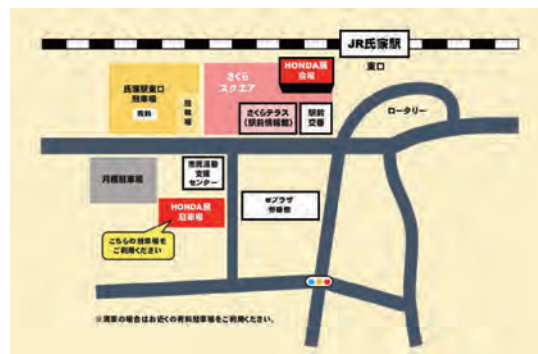 JR氏家駅
東口
HONDA展
会場
さくら
スクエア
氏家駅東口
駐車場
有料
駐輪場
さくらテラス
(駅前情報館)
駅前
交番
ロータリー
月極駐車場
市民活動
支援
センター
HONDA展
駐車場
eプラザ
こちらの駐車場を
ご利用ください
※満車の場合はお近くの有料駐車場をご利用ください。